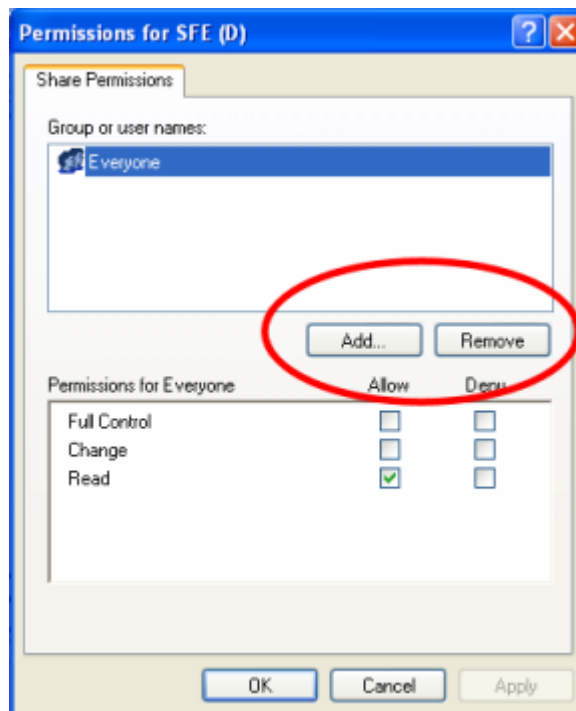 Permissions for SFE (D)
Share Permissions
Group or user names:
Everyone
Add... Remove
Permissions for Everyone Allow Deny
Full Control
Change
Read
OK Cancel Apply